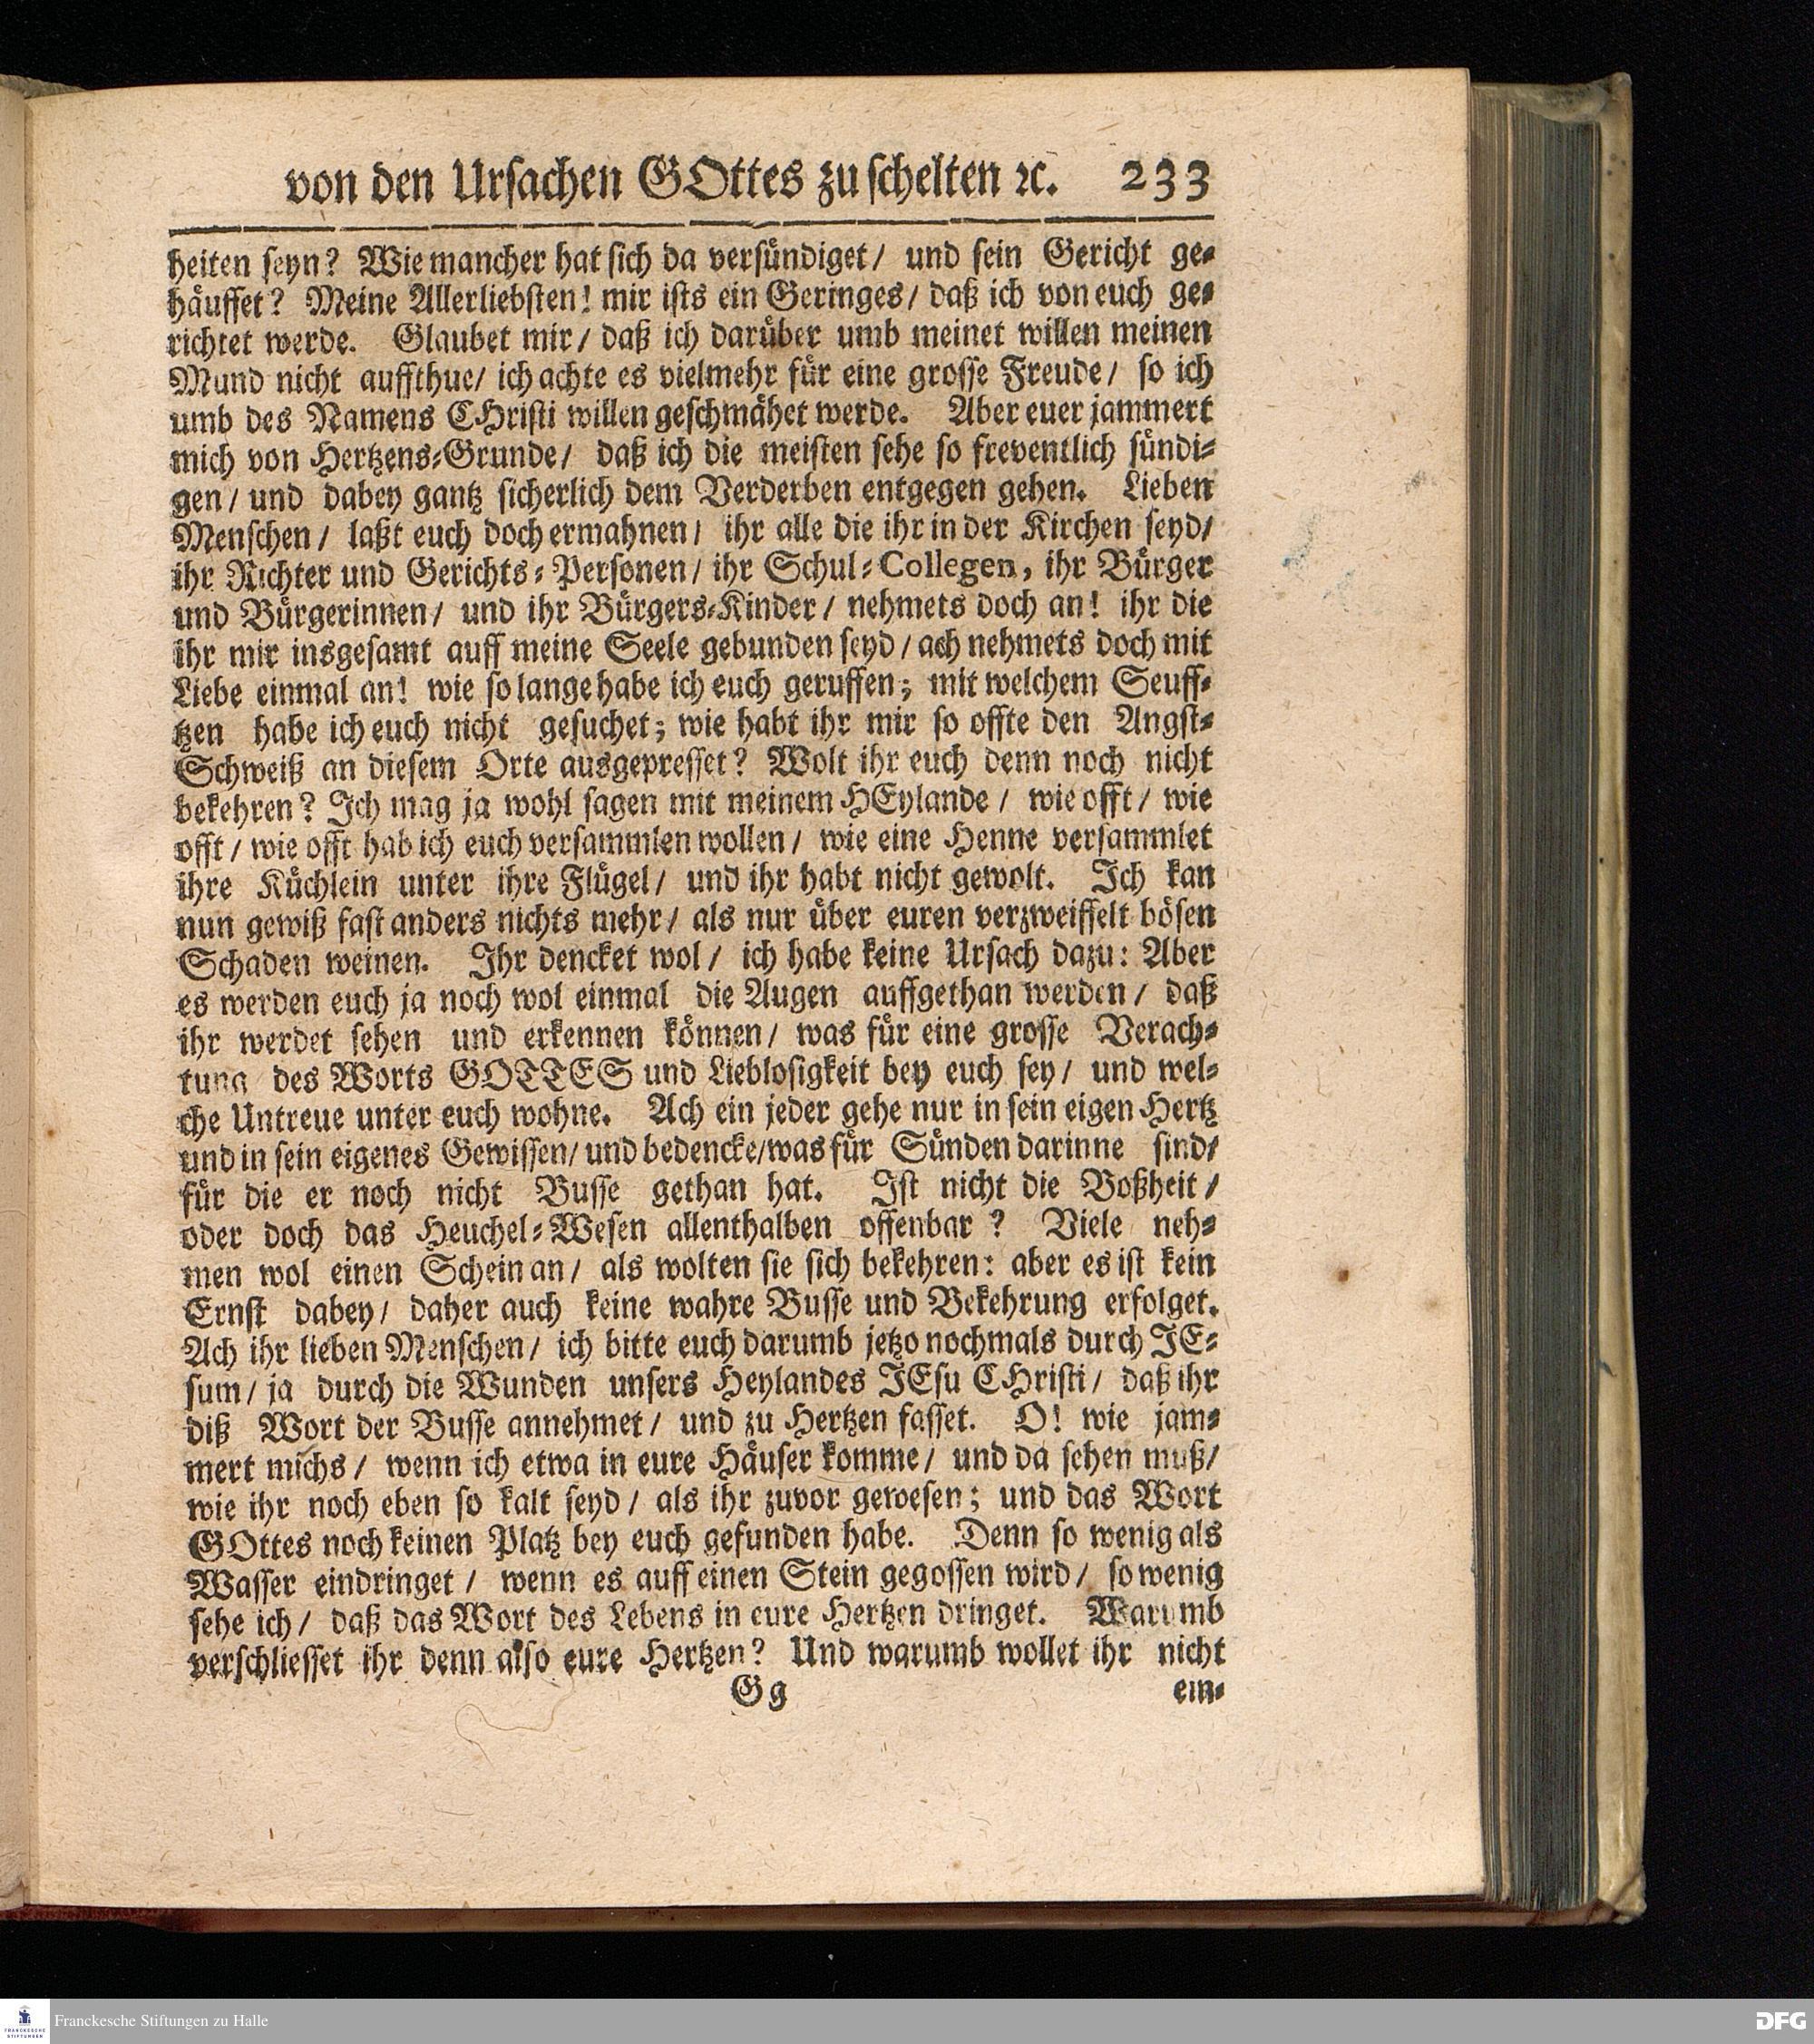 von den Ursachen GOttes zu schelten ꝛc. 233
heiten seyn? Wie mancher hat sich da versündiget/ und sein Gericht ge-
häuffet? Meine Allerliebsten! mir ists ein Geringes/ daß ich von euch ge-
richtet werde. Glaubet mir/ daß ich darüber umb meinet willen meinen
Mund nicht auffthue/ ich achte es vielmehr für eine grosse Freude/ so ich
umb des Namens CHristi willen geschmähet werde. Aber euer jammert
mich von Hertzens-Grunde/ daß ich die meisten sehe so freventlich sündi-
gen/ und dabey gantz sicherlich dem Verderben entgegen gehen. Lieben
Menschen/ laßt euch doch ermahnen/ ihr alle die ihr in der Kirchen seyd/
ihr Richter und Gerichts-Personen/ ihr Schul-Collegen, ihr Bürger
und Bürgerinnen/ und ihr Bürgers-Kinder/ nehmets doch an! ihr die
ihr mir insgesamt auff meine Seele gebunden seyd/ ach nehmets doch mit
Liebe einmal an! wie so lange habe ich euch geruffen; mit welchem Seuff-
tzen habe ich euch nicht gesuchet; wie habt ihr mir so offte den Angst-
Schweiß an diesem Orte ausgepresset? Wolt ihr euch denn noch nicht
bekehren? Ich mag ja wohl sagen mit meinem HEylande/ wie offt/ wie
offt/ wie offt hab ich euch versammlen wollen/ wie eine Henne versammlet
ihre Küchlein unter ihre Flügel/ und ihr habt nicht gewolt. Ich kan
nun gewiß fast anders nichts mehr/ als nur über euren verzweiffelt bösen
Schaden weinen. Ihr dencket wol/ ich habe keine Ursach dazu: Aber
es werden euch ja noch wol einmal die Augen auffgethan werden/ daß
ihr werdet sehen und erkennen können/ was für eine grosse Verach-
tung des Worts GOTTES und Lieblosigkeit bey euch sey/ und wel-
che Untreue unter euch wohne. Ach ein jeder gehe nur in sein eigen Hertz
und in sein eigenes Gewissen/ und bedencke/ was für Sünden darinne sind/
für die er noch nicht Busse gethan hat. Ist nicht die Boßheit/
oder doch das Heuchel-Wesen allenthalben offenbar? Viele neh-
men wol einen Schein an/ als wolten sie sich bekehren: aber es ist kein
Ernst dabey/ daher auch keine wahre Busse und Bekehrung erfolget.
Ach ihr lieben Menschen/ ich bitte euch darumb jetzo nochmals durch JE-
sum/ ja durch die Wunden unsers Heylandes JEsu CHristi/ daß ihr
diß Wort der Busse annehmet/ und zu Hertzen fasset. O! wie jam-
mert michs/ wenn ich etwa in eure Häuser komme/ und da sehen muß/
wie ihr noch eben so kalt seyd/ als ihr zuvor gewesen; und das Wort
GOttes noch keinen Platz bey euch gefunden habe. Denn so wenig als
Wasser eindringet/ wenn es auff einen Stein gegossen wird/ so wenig
sehe ich/ daß das Wort des Lebens in eure Hertzen dringet. Warumb
verschliesset ihr denn also eure Hertzen? Und warumb wollet ihr nicht
Gg ein-
FRANCKESCHE STIFTUNGEN
Franckesche Stiftungen zu Halle
DFG